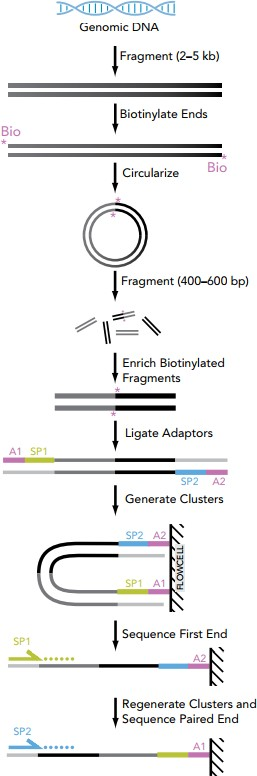 Genomic DNA
Fragment (2–5 kb)
Biotinylate Ends
Bio
*
*
Bio
Circularize
*
*
Fragment (400–600 bp)
Enrich Biotinylated
Fragments
*
*
Ligate Adaptors
A1 SP1
SP2 A2
Generate Clusters
SP2 A2
FLOWCELL
SP1 A1
Sequence First End
SP1
A2
Regenerate Clusters and
Sequence Paired End
SP2
A1